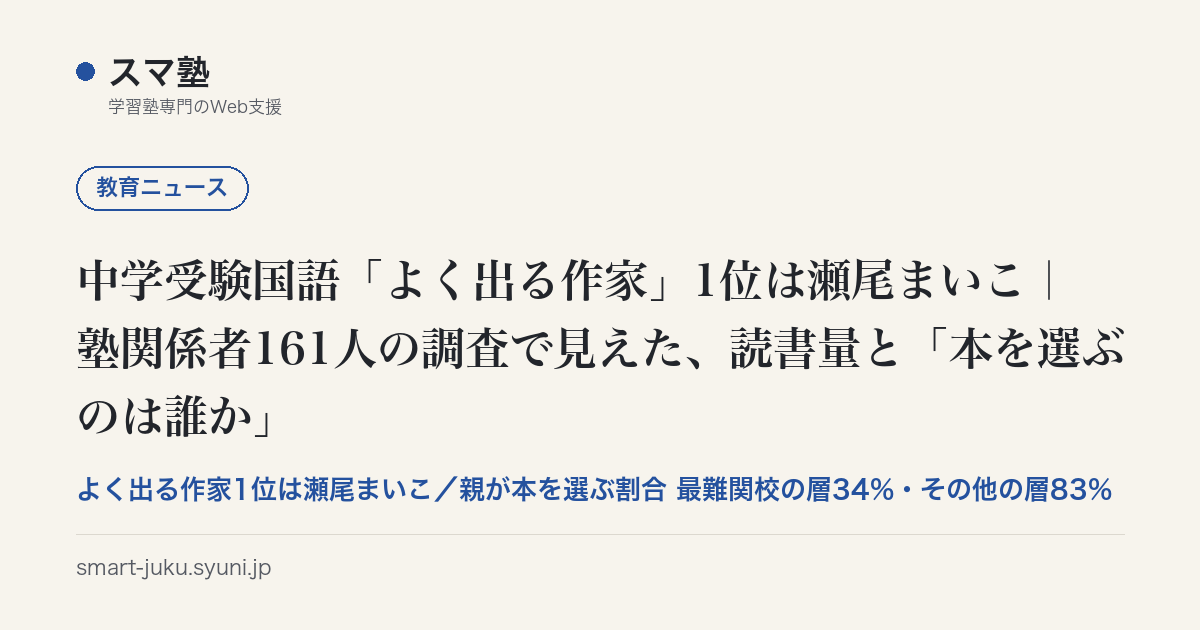 スマ塾
学習塾専門のWeb支援
教育ニュース
中学受験国語「よく出る作家」1位は瀬尾まいこ｜
塾関係者161人の調査で見えた、読書量と「本を選ぶ
のは誰か」
よく出る作家1位は瀬尾まいこ／親が本を選ぶ割合 最難関校の層34%・その他の層83%
smart-juku.syuni.jp